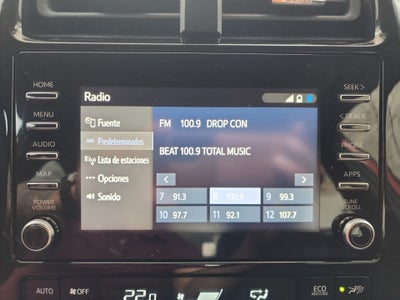 HOME
MENU
AUDIO
MAP
POWER
VOLUME
Radio
Fuente
Predeterminados
Lista de estaciones
Opciones
Sonido
FM 100.9 DROP CON
BEAT 100.9 TOTAL MUSIC
7 91.3
8 100.9
9 99.3
10 97.7
11 92.1
12 107.7
SEEK >
< TRACK
PHONE
APPS
TUNE
SCROLL
AUTO
OFF
22.0
ECO